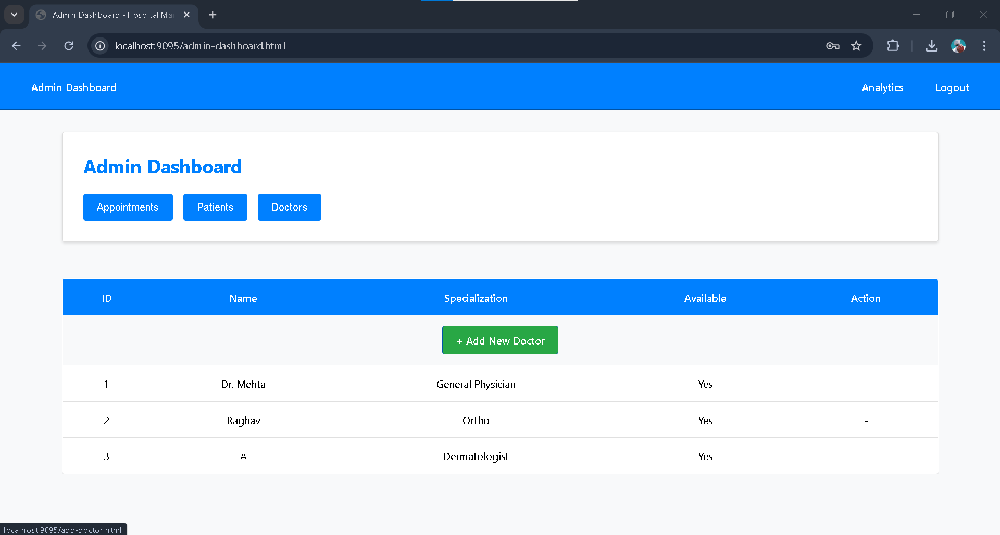 Admin Dashboard - Hospital Ma
localhost:9095/admin-dashboard.html
Admin Dashboard Analytics Logout
Admin Dashboard
Appointments Patients Doctors
ID Name Specialization Available Action
+ Add New Doctor
1 Dr. Mehta General Physician Yes -
2 Raghav Ortho Yes -
3 A Dermatologist Yes -
localhost:9095/add-doctor.html